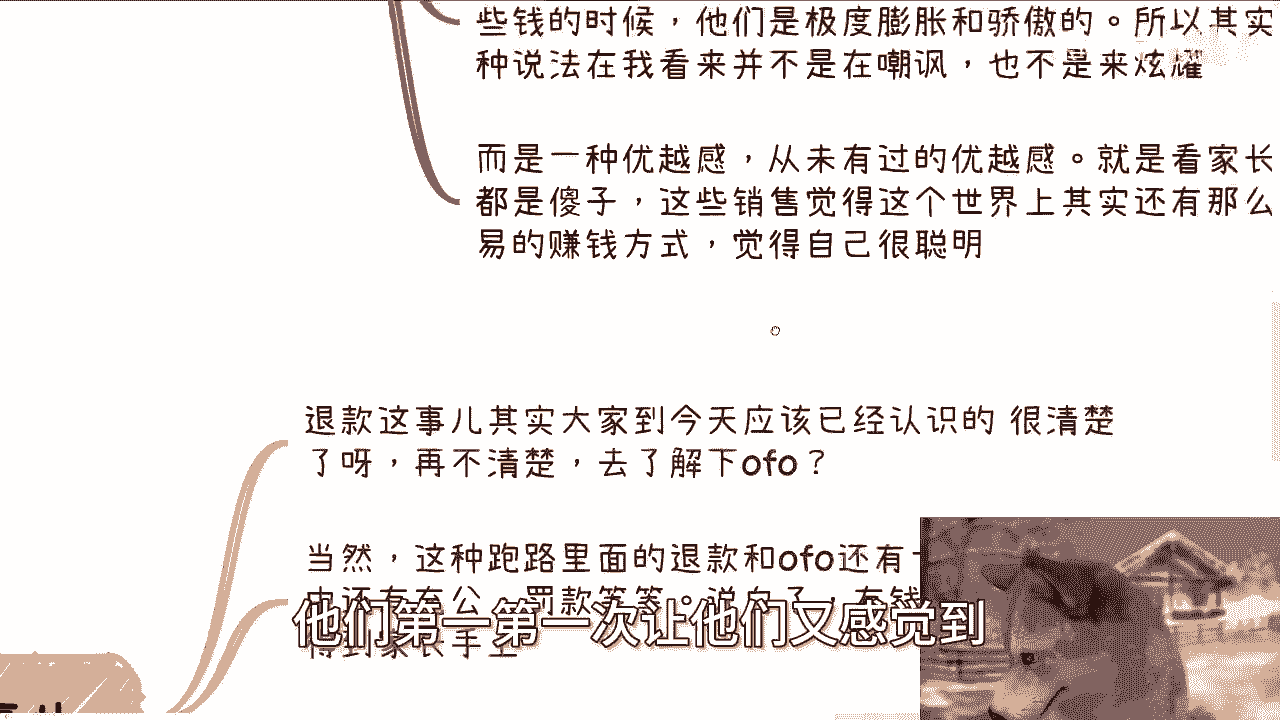 些钱的时候，他们是极度膨胀和骄傲的。所以其实
种说法在我看来并不是在嘲讽，也不是来炫耀
而是一种优越感，从未有过的优越感。就是看家长
都是傻子，这些销售觉得这个世界上其实还有那么
易的赚钱方式，觉得自己很聪明
退款这事儿其实大家到今天应该已经认识的 很清楚
了呀，再不清楚，去了解下ofo？
当然，这种跑路里面的退款和ofo还有
罚款等等。说白了，有钱
他们第一第一次让他们又感觉到
得到家长手上